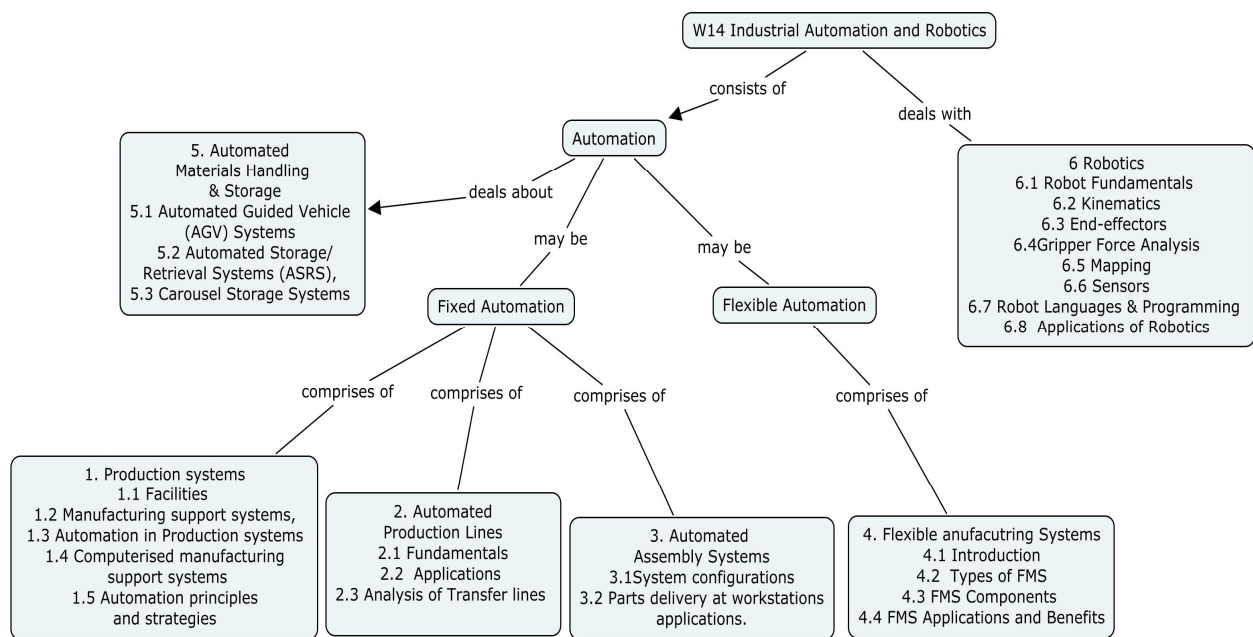 W14 Industrial Automation and Robotics
consists of
deals with
Automation
5. Automated
Materials Handling
& Storage
5.1 Automated Guided Vehicle
(AGV) Systems
5.2 Automated Storage/
Retrieval Systems (ASRS),
5.3 Carousel Storage Systems
deals about
may be
may be
6 Robotics
6.1 Robot Fundamentals
6.2 Kinematics
6.3 End-effectors
6.4Gripper Force Analysis
6.5 Mapping
6.6 Sensors
6.7 Robot Languages & Programming
6.8 Applications of Robotics
Fixed Automation
Flexible Automation
comprises of
comprises of
comprises of
comprises of
1. Production systems
1.1 Facilities
1.2 Manufacturing support systems,
1.3 Automation in Production systems
1.4 Computerised manufacturing
support systems
1.5 Automation principles
and strategies
2. Automated
Production Lines
2.1 Fundamentals
2.2 Applications
2.3 Analysis of Transfer lines
3. Automated
Assembly Systems
3.1System configurations
3.2 Parts delivery at workstations
applications.
4. Flexible anufacutring Systems
4.1 Introduction
4.2 Types of FMS
4.3 FMS Components
4.4 FMS Applications and Benefits